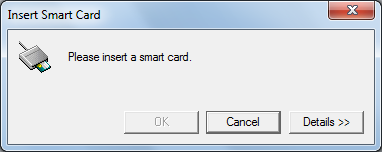 Insert Smart Card
Please insert a smart card.
OK
Cancel
Details >>